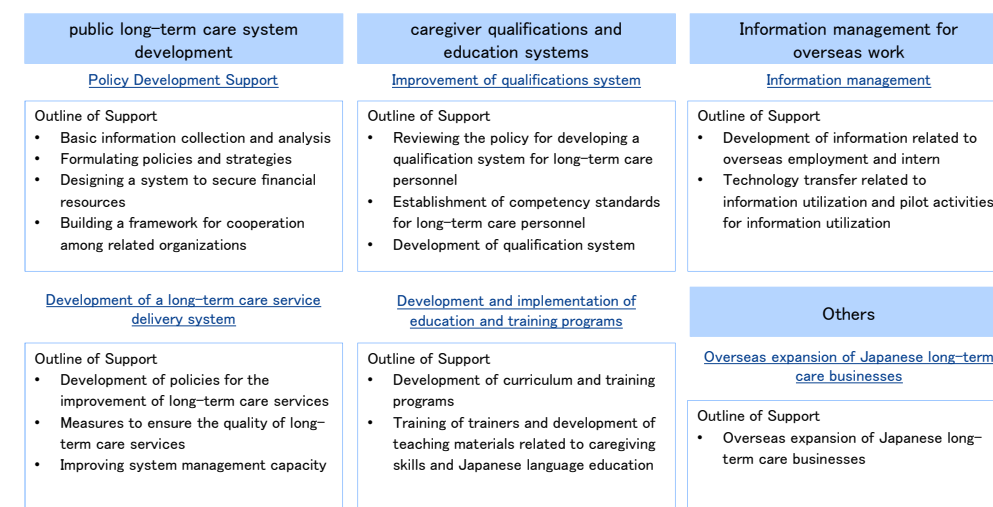 public long-term care system
development
Policy Development Support
Outline of Support
• Basic information collection and analysis
• Formulating policies and strategies
• Designing a system to secure financial
resources
• Building a framework for cooperation
among related organizations
Development of a long-term care service
delivery system
Outline of Support
• Development of policies for the
improvement of long-term care services
• Measures to ensure the quality of long-
term care services
• Improving system management capacity
caregiver qualifications and
education systems
Improvement of qualifications system
Outline of Support
• Reviewing the policy for developing a
qualification system for long-term care
personnel
• Establishment of competency standards
for long-term care personnel
• Development of qualification system
Development and implementation of
education and training programs
Outline of Support
• Development of curriculum and training
programs
• Training of trainers and development of
teaching materials related to caregiving
skills and Japanese language education
Information management for
overseas work
Information management
Outline of Support
• Development of information related to
overseas employment and intern
• Technology transfer related to
information utilization and pilot activities
for information utilization
Others
Overseas expansion of Japanese long-term
care businesses
Outline of Support
• Overseas expansion of Japanese long-
term care businesses